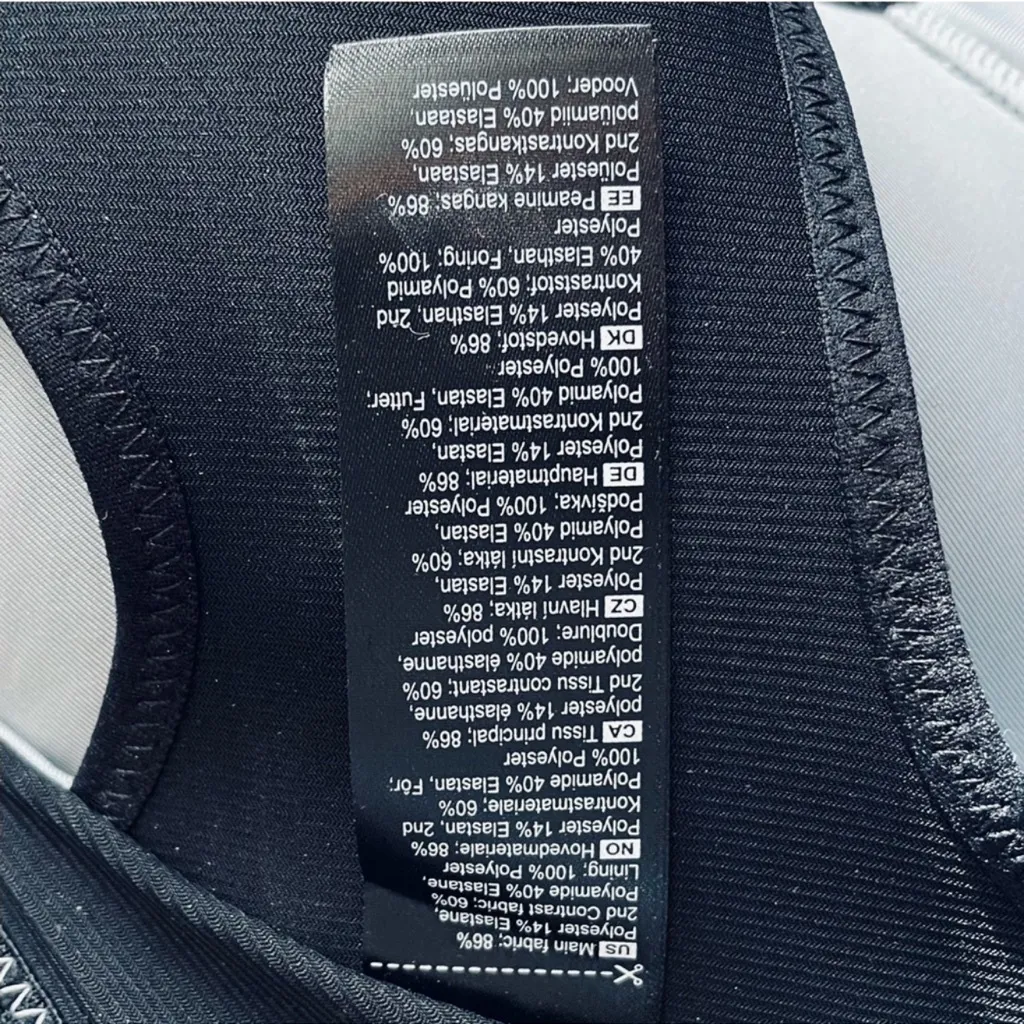 US Main fabric; 86%
Polyester 14% Elastane,
2nd Contrast fabric; 60%
Polyamide 40% Elastane,
Lining; 100% Polyester
NO Hovedmateriale; 86%
Polyester 14% Elastan, 2nd
Kontrastmateriale; 60%
Polyamide 40% Elastan, Fôr;
100% Polyester
CA Tissu principal; 86%
polyester 14% élasthanne,
2nd Tissu contrastant; 60%
polyamide 40% élasthanne,
Doublure; 100% polyester
CZ Hlavní látka; 86%
Polyester 14% Elastan,
2nd Kontrastní látka; 60%
Polyamid 40% Elastan,
Podšívka; 100% Polyester
DE Hauptmaterial; 86%
Polyester 14% Elastan,
2nd Kontrastmaterial; 60%
Polyamid 40% Elastan, Futter;
100% Polyester
DK Hovedstof; 86%
Polyester 14% Elasthan, 2nd
Kontraststof; 60% Polyamid
40% Elasthan, Foring; 100%
Polyester
EE Peamine kangas; 86%
Polüester 14% Elastaan,
2nd Kontrastkangas; 60%
polüamiid 40% Elastaan,
Vooder; 100% Polüester